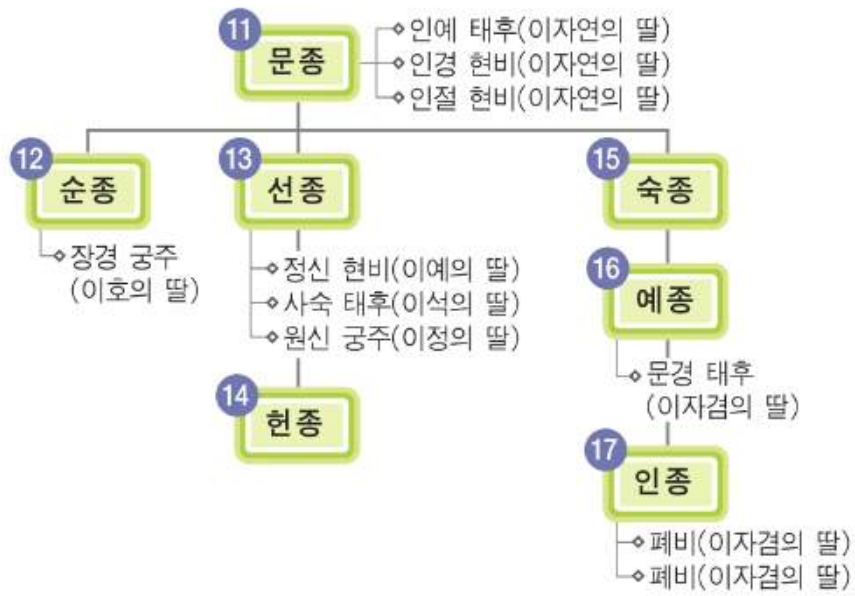 11
문종
인예 태후(이자연의 딸)
인경 현비(이자연의 딸)
인절 현비(이자연의 딸)
12
순종
장경 궁주
(이호의 딸)
13
선종
정신 현비(이예의 딸)
사숙 태후(이석의 딸)
원신 궁주(이정의 딸)
14
헌종
15
숙종
16
예종
문경 태후
(이자겸의 딸)
17
인종
폐비(이자겸의 딸)
폐비(이자겸의 딸)